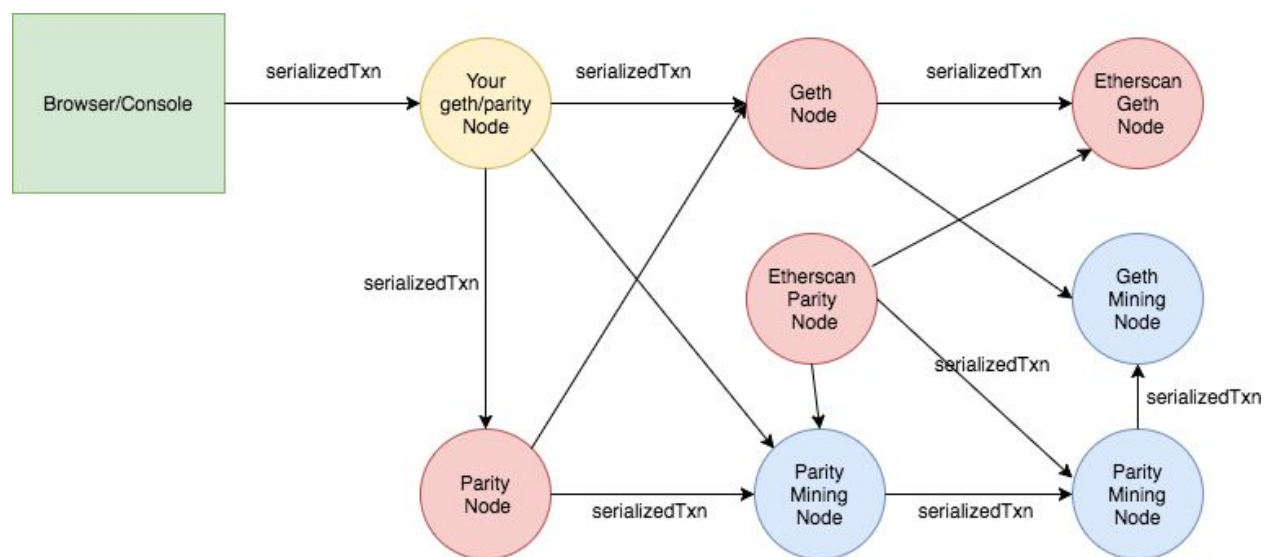 serializedTxn
serializedTxn
serializedTxn
Browser/Console
Your
geth/parity
Node
Geth
Node
Etherscan
Geth
Node
serializedTxn
Etherscan
Parity
Node
Geth
Mining
Node
serializedTxn
serializedTxn
Parity
Node
serializedTxn
Parity
Mining
Node
serializedTxn
Parity
Mining
Node